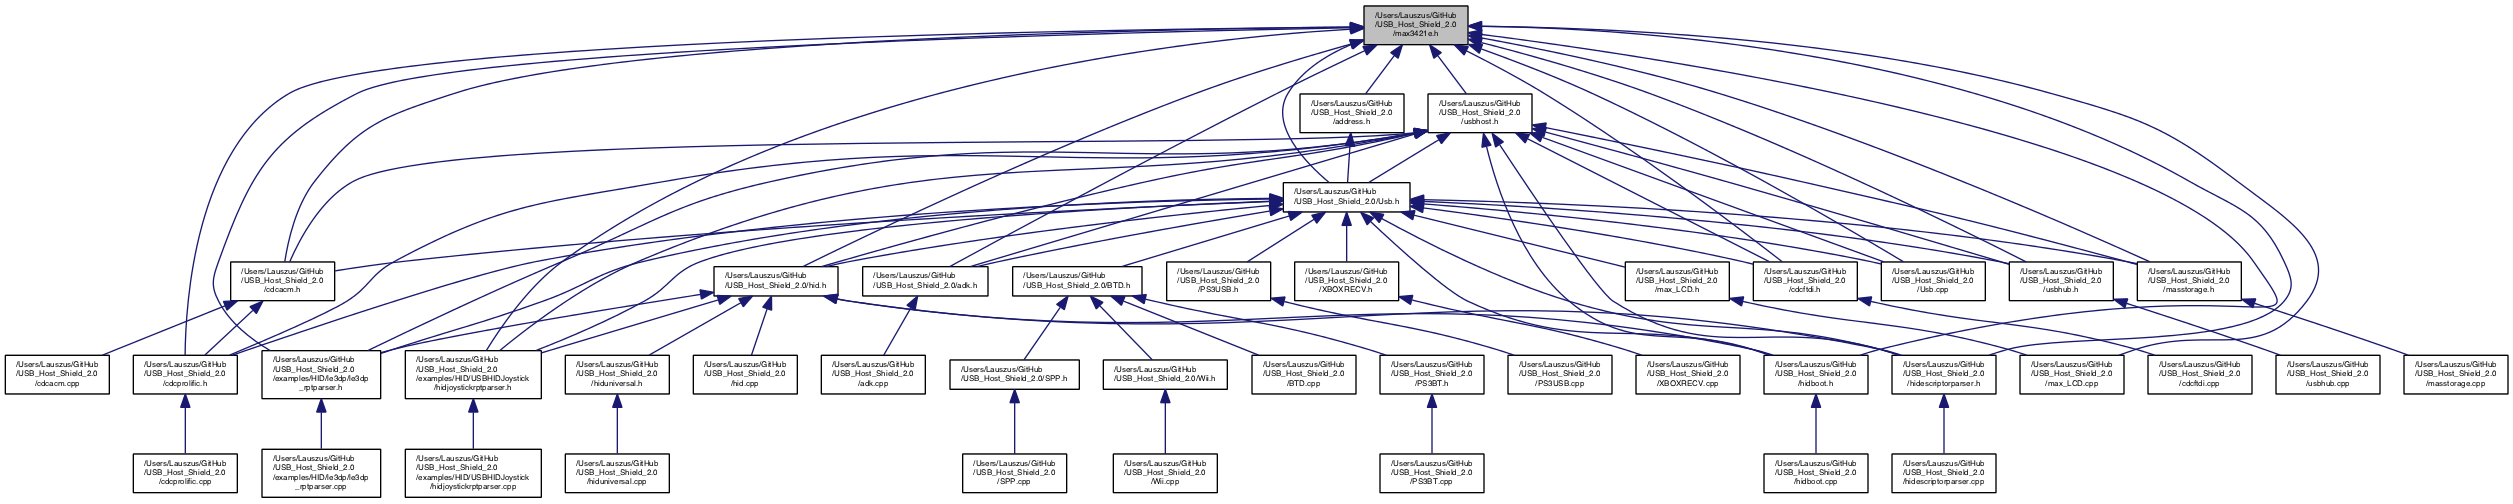 /Users/Lauszus/GitHub
/USB_Host_Shield_2.0
/max3421e.h
/Users/Lauszus/GitHub
/USB_Host_Shield_2.0
/address.h
/Users/Lauszus/GitHub
/USB_Host_Shield_2.0
/usbhost.h
/Users/Lauszus/GitHub
/USB_Host_Shield_2.0/Usb.h
/Users/Lauszus/GitHub
/USB_Host_Shield_2.0
/cdcacm.h
/Users/Lauszus/GitHub
/USB_Host_Shield_2.0/hid.h
/Users/Lauszus/GitHub
/USB_Host_Shield_2.0/adk.h
/Users/Lauszus/GitHub
/USB_Host_Shield_2.0/BTD.h
/Users/Lauszus/GitHub
/USB_Host_Shield_2.0
/PS3USB.h
/Users/Lauszus/GitHub
/USB_Host_Shield_2.0
/XBOXRECV.h
/Users/Lauszus/GitHub
/USB_Host_Shield_2.0
/max_LCD.h
/Users/Lauszus/GitHub
/USB_Host_Shield_2.0
/cdcftdi.h
/Users/Lauszus/GitHub
/USB_Host_Shield_2.0
/Usb.cpp
/Users/Lauszus/GitHub
/USB_Host_Shield_2.0
/usbhub.h
/Users/Lauszus/GitHub
/USB_Host_Shield_2.0
/masstorage.h
/Users/Lauszus/GitHub
/USB_Host_Shield_2.0
/cdcacm.cpp
/Users/Lauszus/GitHub
/USB_Host_Shield_2.0
/cdcprolific.h
/Users/Lauszus/GitHub
/USB_Host_Shield_2.0
/examples/HID/le3dp/le3dp
_rptparser.h
/Users/Lauszus/GitHub
/USB_Host_Shield_2.0
/examples/HID/USBHIDJoystick
/hidjoystickrptparser.h
/Users/Lauszus/GitHub
/USB_Host_Shield_2.0
/hiduniversal.h
/Users/Lauszus/GitHub
/USB_Host_Shield_2.0
/hid.cpp
/Users/Lauszus/GitHub
/USB_Host_Shield_2.0
/adk.cpp
/Users/Lauszus/GitHub
/USB_Host_Shield_2.0/SPP.h
/Users/Lauszus/GitHub
/USB_Host_Shield_2.0/Wii.h
/Users/Lauszus/GitHub
/USB_Host_Shield_2.0
/BTD.cpp
/Users/Lauszus/GitHub
/USB_Host_Shield_2.0
/PS3BT.h
/Users/Lauszus/GitHub
/USB_Host_Shield_2.0
/PS3USB.cpp
/Users/Lauszus/GitHub
/USB_Host_Shield_2.0
/XBOXRECV.cpp
/Users/Lauszus/GitHub
/USB_Host_Shield_2.0
/hidboot.h
/Users/Lauszus/GitHub
/USB_Host_Shield_2.0
/hidescriptorparser.h
/Users/Lauszus/GitHub
/USB_Host_Shield_2.0
/max_LCD.cpp
/Users/Lauszus/GitHub
/USB_Host_Shield_2.0
/cdcftdi.cpp
/Users/Lauszus/GitHub
/USB_Host_Shield_2.0
/usbhub.cpp
/Users/Lauszus/GitHub
/USB_Host_Shield_2.0
/masstorage.cpp
/Users/Lauszus/GitHub
/USB_Host_Shield_2.0
/cdcprolific.cpp
/Users/Lauszus/GitHub
/USB_Host_Shield_2.0
/examples/HID/le3dp/le3dp
_rptparser.cpp
/Users/Lauszus/GitHub
/USB_Host_Shield_2.0
/examples/HID/USBHIDJoystick
/hidjoystickrptparser.cpp
/Users/Lauszus/GitHub
/USB_Host_Shield_2.0
/hiduniversal.cpp
/Users/Lauszus/GitHub
/USB_Host_Shield_2.0
/SPP.cpp
/Users/Lauszus/GitHub
/USB_Host_Shield_2.0
/Wii.cpp
/Users/Lauszus/GitHub
/USB_Host_Shield_2.0
/PS3BT.cpp
/Users/Lauszus/GitHub
/USB_Host_Shield_2.0
/hidboot.cpp
/Users/Lauszus/GitHub
/USB_Host_Shield_2.0
/hidescriptorparser.cpp